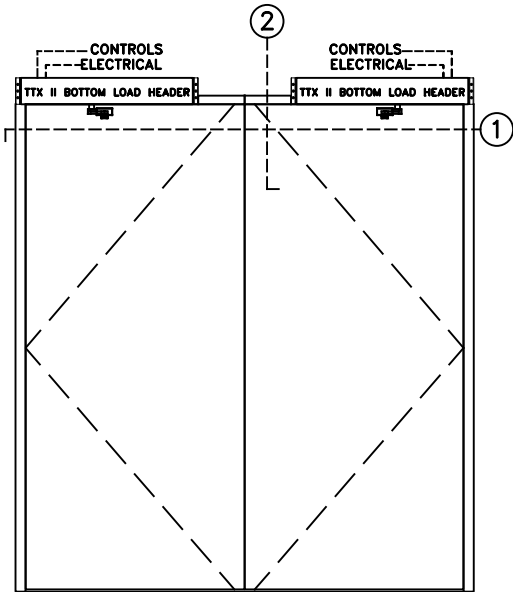 2
CONTROLS
ELECTRICAL
CONTROLS
ELECTRICAL
TTX II BOTTOM LOAD HEADER
TTX II BOTTOM LOAD HEADER
1